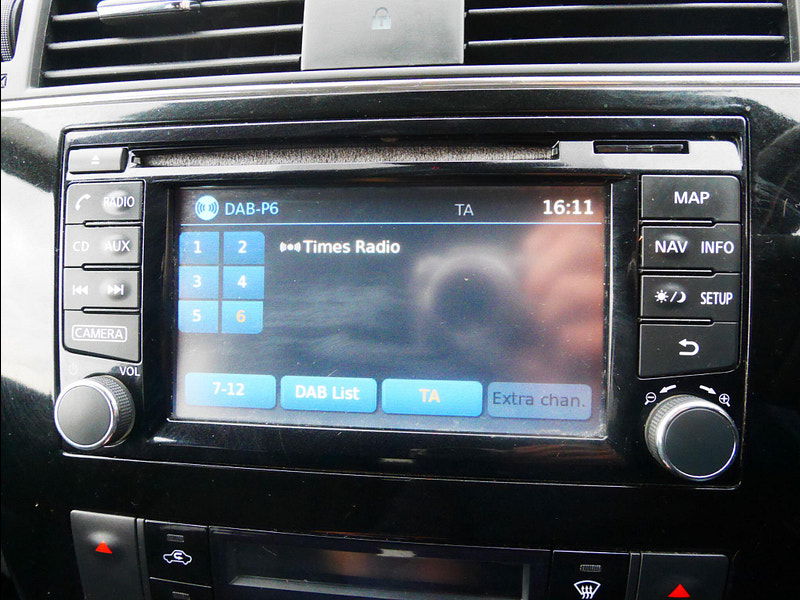 DAB-P6 TA 16:11
1 2 Times Radio
3 4
5 6
7-12 DAB List TA Extra chan.
RADIO
CD AUX
CAMERA
VOL
MAP
NAV INFO
SETUP